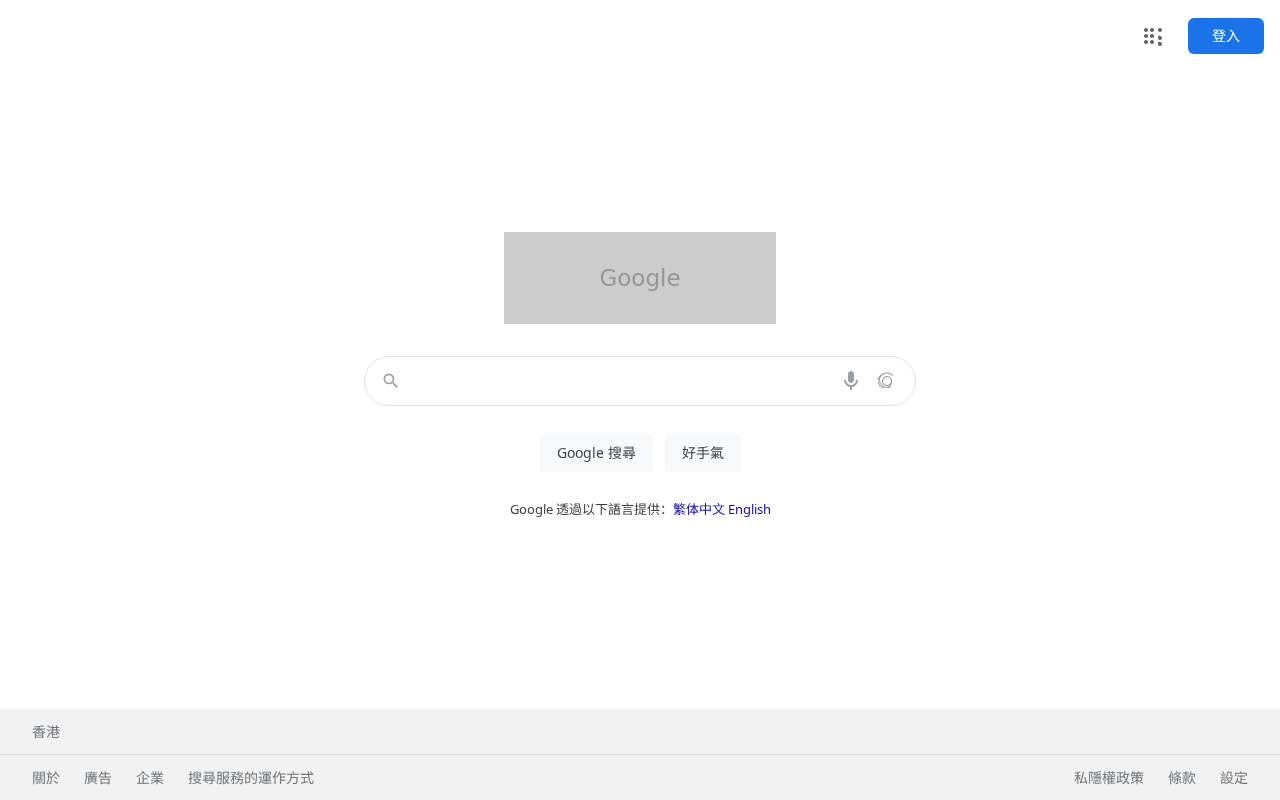 登入
Google
Google 搜尋
好手氣
Google 透過以下語言提供： 繁体中文 English
香港
關於
廣告
企業
搜尋服務的運作方式
私隱權政策
條款
設定